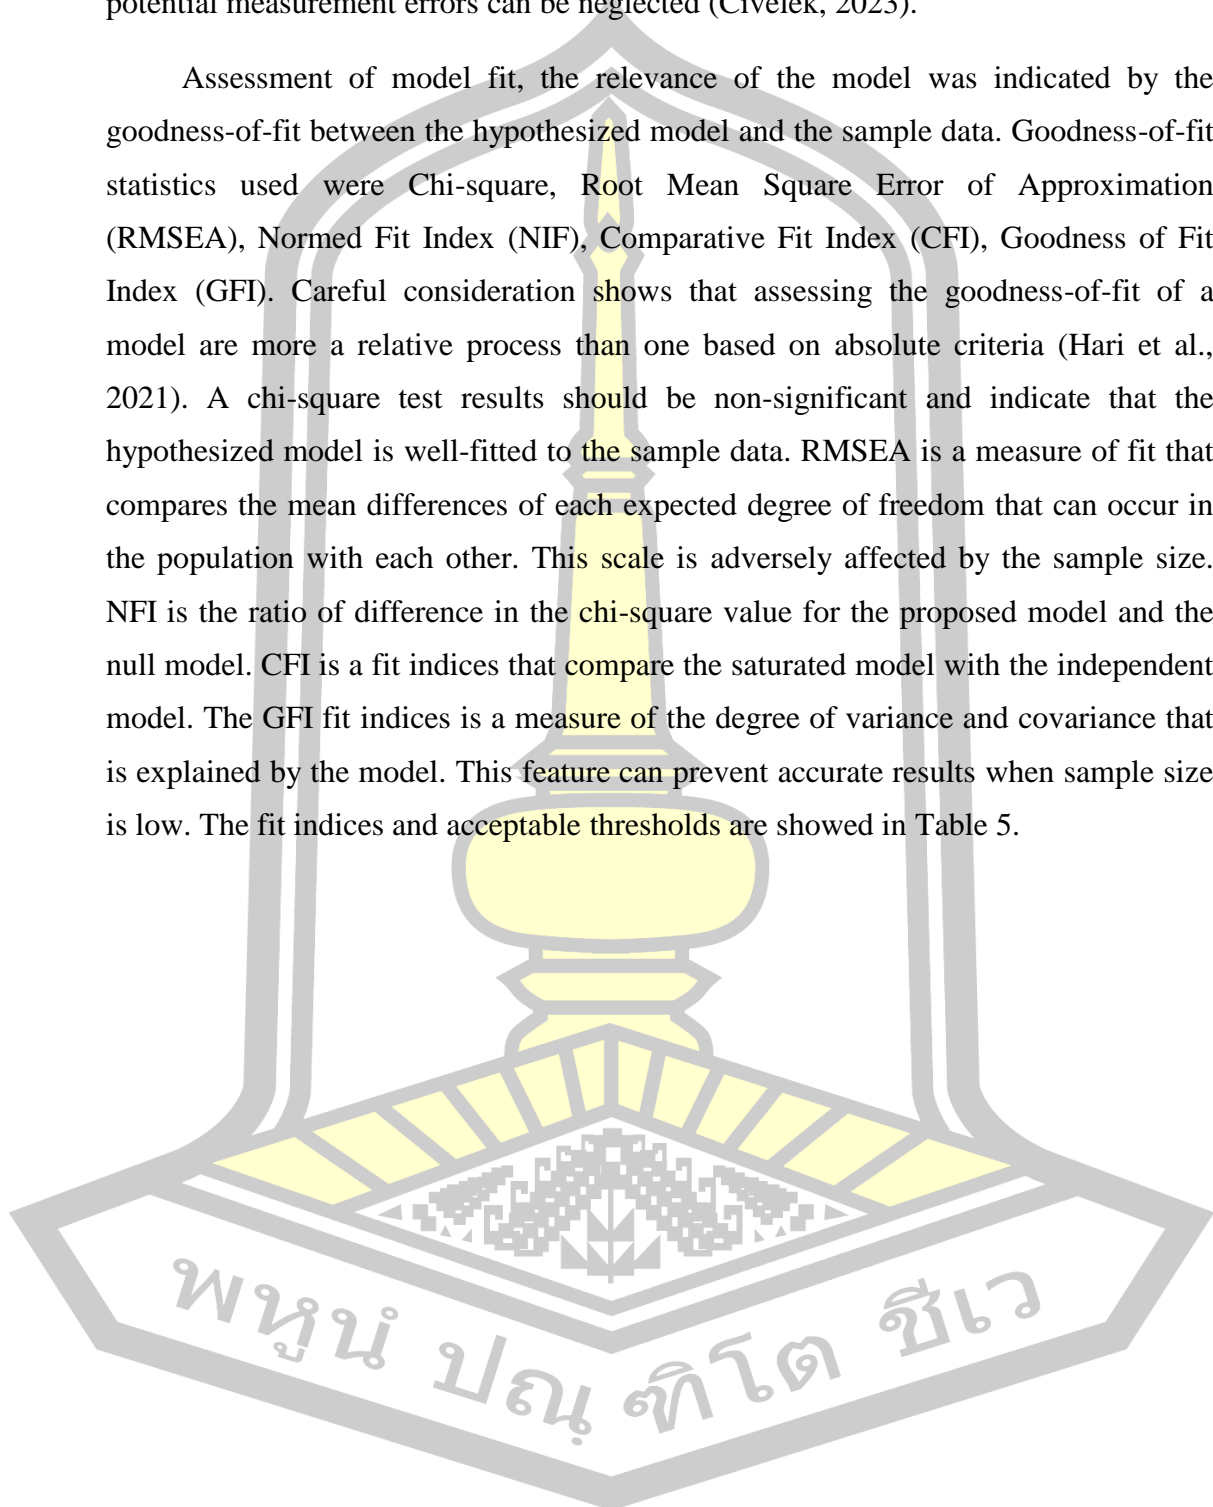 potential measurement errors can be neglected (Civelek, 2023).
Assessment of model fit, the relevance of the model was indicated by the
goodness-of-fit between the hypothesized model and the sample data. Goodness-of-fit
statistics used were Chi-square, Root Mean Square Error of Approximation
(RMSEA), Normed Fit Index (NIF), Comparative Fit Index (CFI), Goodness of Fit
Index (GFI). Careful consideration shows that assessing the goodness-of-fit of a
model are more a relative process than one based on absolute criteria (Hari et al.,
2021). A chi-square test results should be non-significant and indicate that the
hypothesized model is well-fitted to the sample data. RMSEA is a measure of fit that
compares the mean differences of each expected degree of freedom that can occur in
the population with each other. This scale is adversely affected by the sample size.
NFI is the ratio of difference in the chi-square value for the proposed model and the
null model. CFI is a fit indices that compare the saturated model with the independent
model. The GFI fit indices is a measure of the degree of variance and covariance that
is explained by the model. This feature can prevent accurate results when sample size
is low. The fit indices and acceptable thresholds are showed in Table 5.
พหูนํ ปณฺฑิโต ชีเว